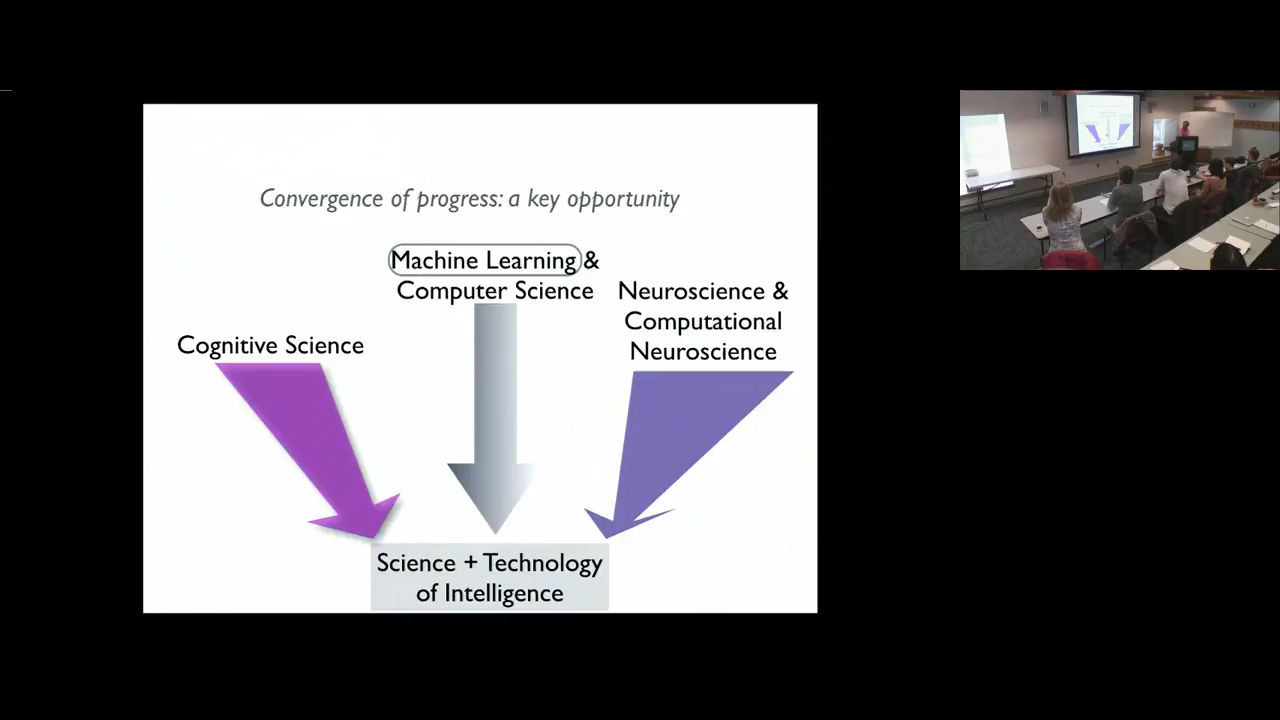 Convergence of progress: a key opportunity
Machine Learning &
Computer Science
Neuroscience &
Computational
Neuroscience
Cognitive Science
Science + Technology
of Intelligence